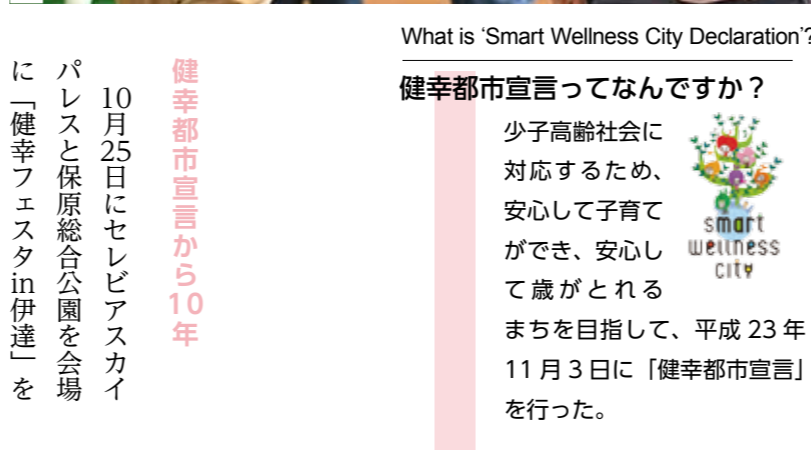 What is ‘Smart Wellness City Declaration’?
健幸都市宣言ってなんですか？
少子高齢社会に
対応するため、
安心して子育て
ができ、安心し
て歳がとれる
まちを目指して、平成 23 年
11 月 3 日に「健幸都市宣言」
を行った。
smart
wellness
city
健幸都市宣言から10年
10月25日にセレビアスカイ
パレスと保原総合公園を会場
に「健幸フェスタin伊達」を